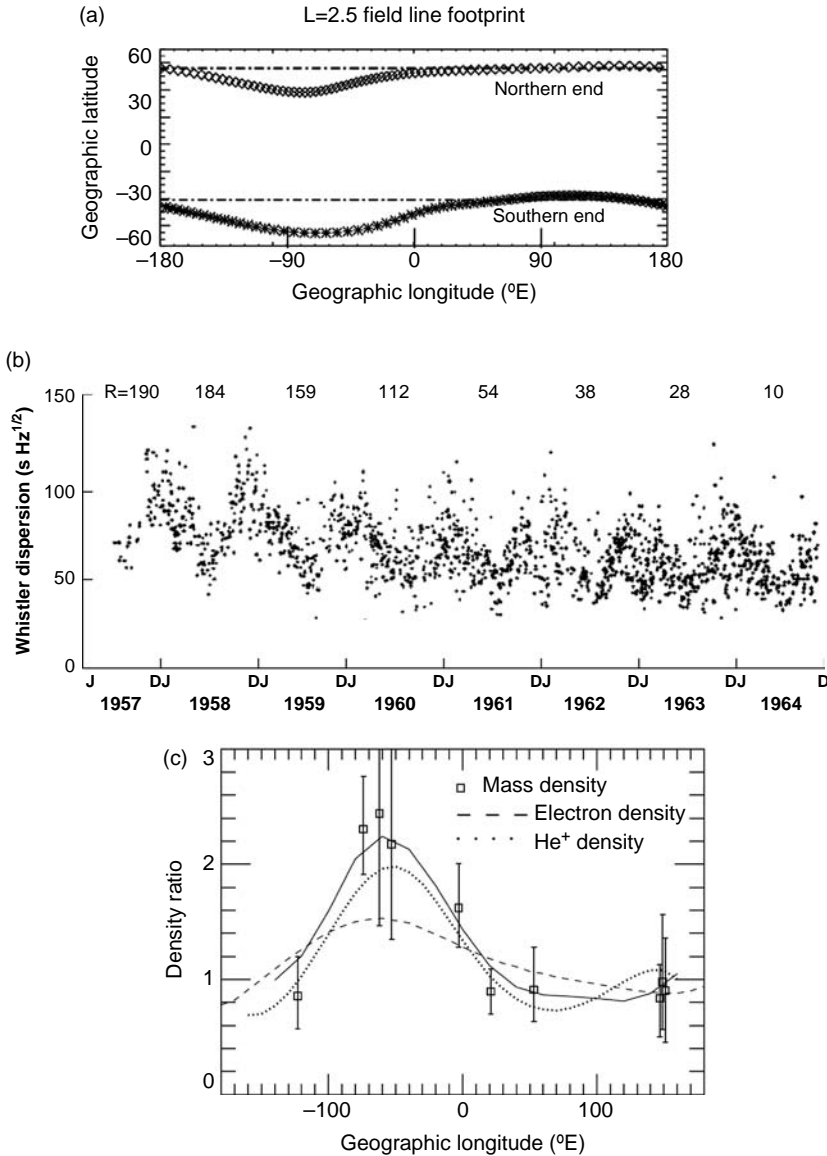 (a) L=2.5 field line footprint
60
30
0
−30
−60
Geographic latitude
Northern end
Southern end
−180 −90 0 90 180
Geographic longitude (ºE)
(b)
150
100
50
0
Whistler dispersion (s Hz1/2)
R=190 184 159 112 54 38 28 10
J DJ DJ DJ DJ DJ DJ DJ D
1957 1958 1959 1960 1961 1962 1963 1964
(c)
3
2
1
0
Density ratio
Mass density
Electron density
He+ density
−100 0 100
Geographic longitude (ºE)